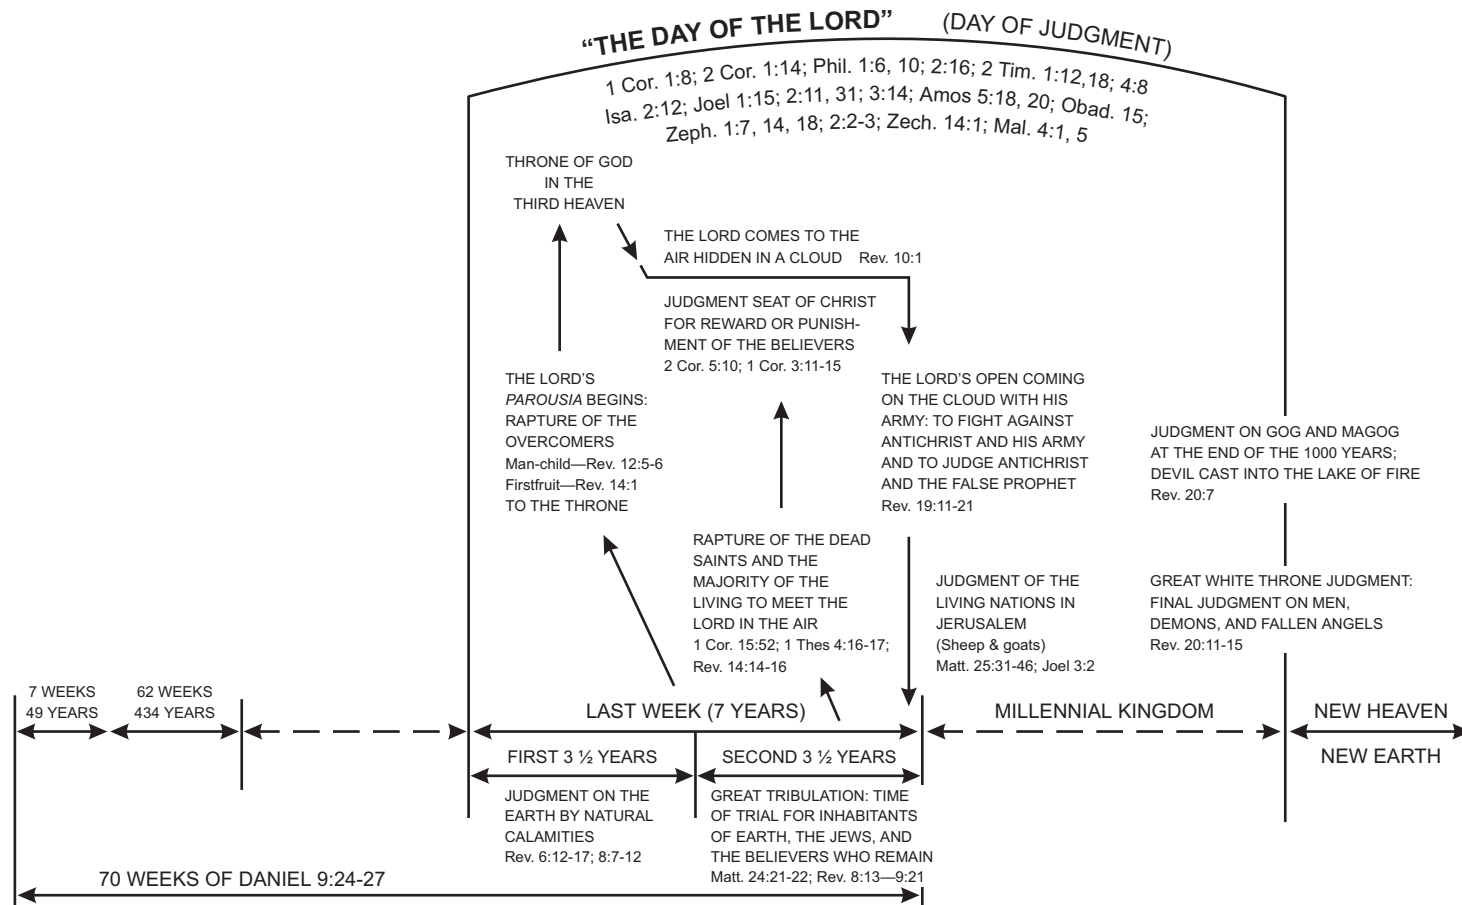 “THE DAY OF THE LORD” (DAY OF JUDGMENT)
1 Cor. 1:8; 2 Cor. 1:14; Phil. 1:6, 10; 2:16; 2 Tim. 1:12,18; 4:8
Isa. 2:12; Joel 1:15; 2:11, 31; 3:14; Amos 5:18, 20; Obad. 15;
Zeph. 1:7, 14, 18; 2:2-3; Zech. 14:1; Mal. 4:1, 5
THRONE OF GOD
IN THE
THIRD HEAVEN
THE LORD COMES TO THE
AIR HIDDEN IN A CLOUD Rev. 10:1
JUDGMENT SEAT OF CHRIST
FOR REWARD OR PUNISH-
MENT OF THE BELIEVERS
2 Cor. 5:10; 1 Cor. 3:11-15
THE LORD’S
PAROUSIA BEGINS:
RAPTURE OF THE
OVERCOMERS
Man-child—Rev. 12:5-6
Firstfruit—Rev. 14:1
TO THE THRONE
THE LORD’S OPEN COMING
ON THE CLOUD WITH HIS
ARMY: TO FIGHT AGAINST
ANTICHRIST AND HIS ARMY
AND TO JUDGE ANTICHRIST
AND THE FALSE PROPHET
Rev. 19:11-21
JUDGMENT ON GOG AND MAGOG
AT THE END OF THE 1000 YEARS;
DEVIL CAST INTO THE LAKE OF FIRE
Rev. 20:7
RAPTURE OF THE DEAD
SAINTS AND THE
MAJORITY OF THE
LIVING TO MEET THE
LORD IN THE AIR
1 Cor. 15:52; 1 Thes 4:16-17;
Rev. 14:14-16
JUDGMENT OF THE
LIVING NATIONS IN
JERUSALEM
(Sheep & goats)
Matt. 25:31-46; Joel 3:2
GREAT WHITE THRONE JUDGMENT:
FINAL JUDGMENT ON MEN,
DEMONS, AND FALLEN ANGELS
Rev. 20:11-15
7 WEEKS
49 YEARS
62 WEEKS
434 YEARS
LAST WEEK (7 YEARS)
MILLENNIAL KINGDOM
NEW HEAVEN
NEW EARTH
FIRST 3 ½ YEARS
SECOND 3 ½ YEARS
JUDGMENT ON THE
EARTH BY NATURAL
CALAMITIES
Rev. 6:12-17; 8:7-12
GREAT TRIBULATION: TIME
OF TRIAL FOR INHABITANTS
OF EARTH, THE JEWS, AND
THE BELIEVERS WHO REMAIN
Matt. 24:21-22; Rev. 8:13—9:21
70 WEEKS OF DANIEL 9:24-27